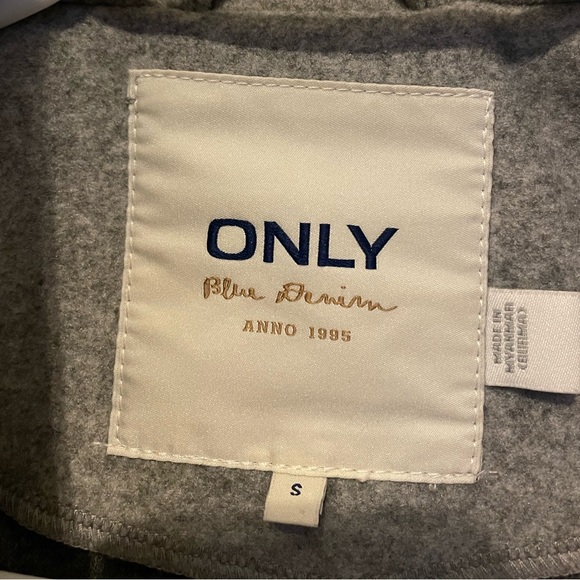 ONLY
Blue Denim
ANNO 1995
MADE IN
MYANMAR
(BURMA)
S